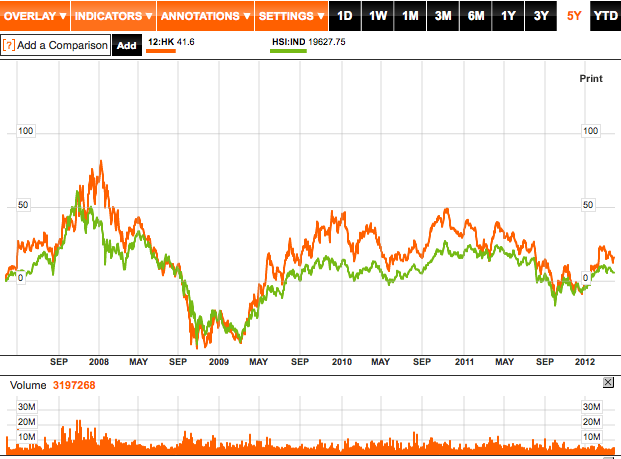 OVERLAY ▼ INDICATORS ▼ ANNOTATIONS ▼ SETTINGS ▼ 1D 1W 1M 3M 6M 1Y 3Y 5Y YTD
[?] Add a Comparison Add 12:HK 41.6 HSI:IND 19627.75
Print
100 100
50 50
0 0
SEP 2008 MAY SEP 2009 MAY SEP 2010 MAY SEP 2011 MAY SEP 2012
Volume 3197268
30M 30M
20M 20M
10M 10M